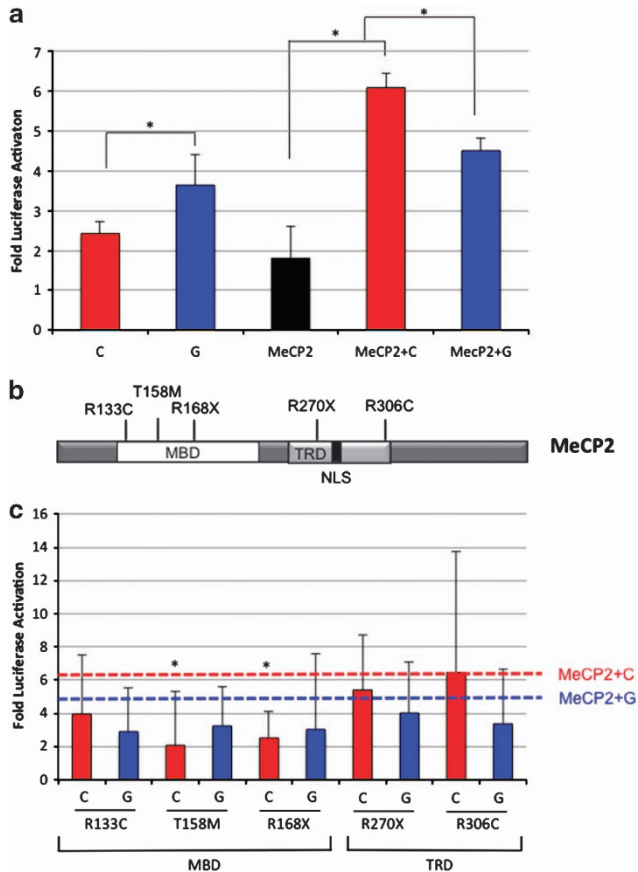 a
Fold Luciferase Activaton
7
6
5
4
3
2
1
0
*
*
*
C G MeCP2 MeCP2+C MecP2+G
b
T158M
R133C R168X R270X R306C
MBD TRD
NLS
MeCP2
c
Fold Luciferase Activation
16
14
12
10
8
6
4
2
0
* *
MeCP2+C
MeCP2+G
C G C G C G C G C G
R133C T158M R168X R270X R306C
MBD TRD